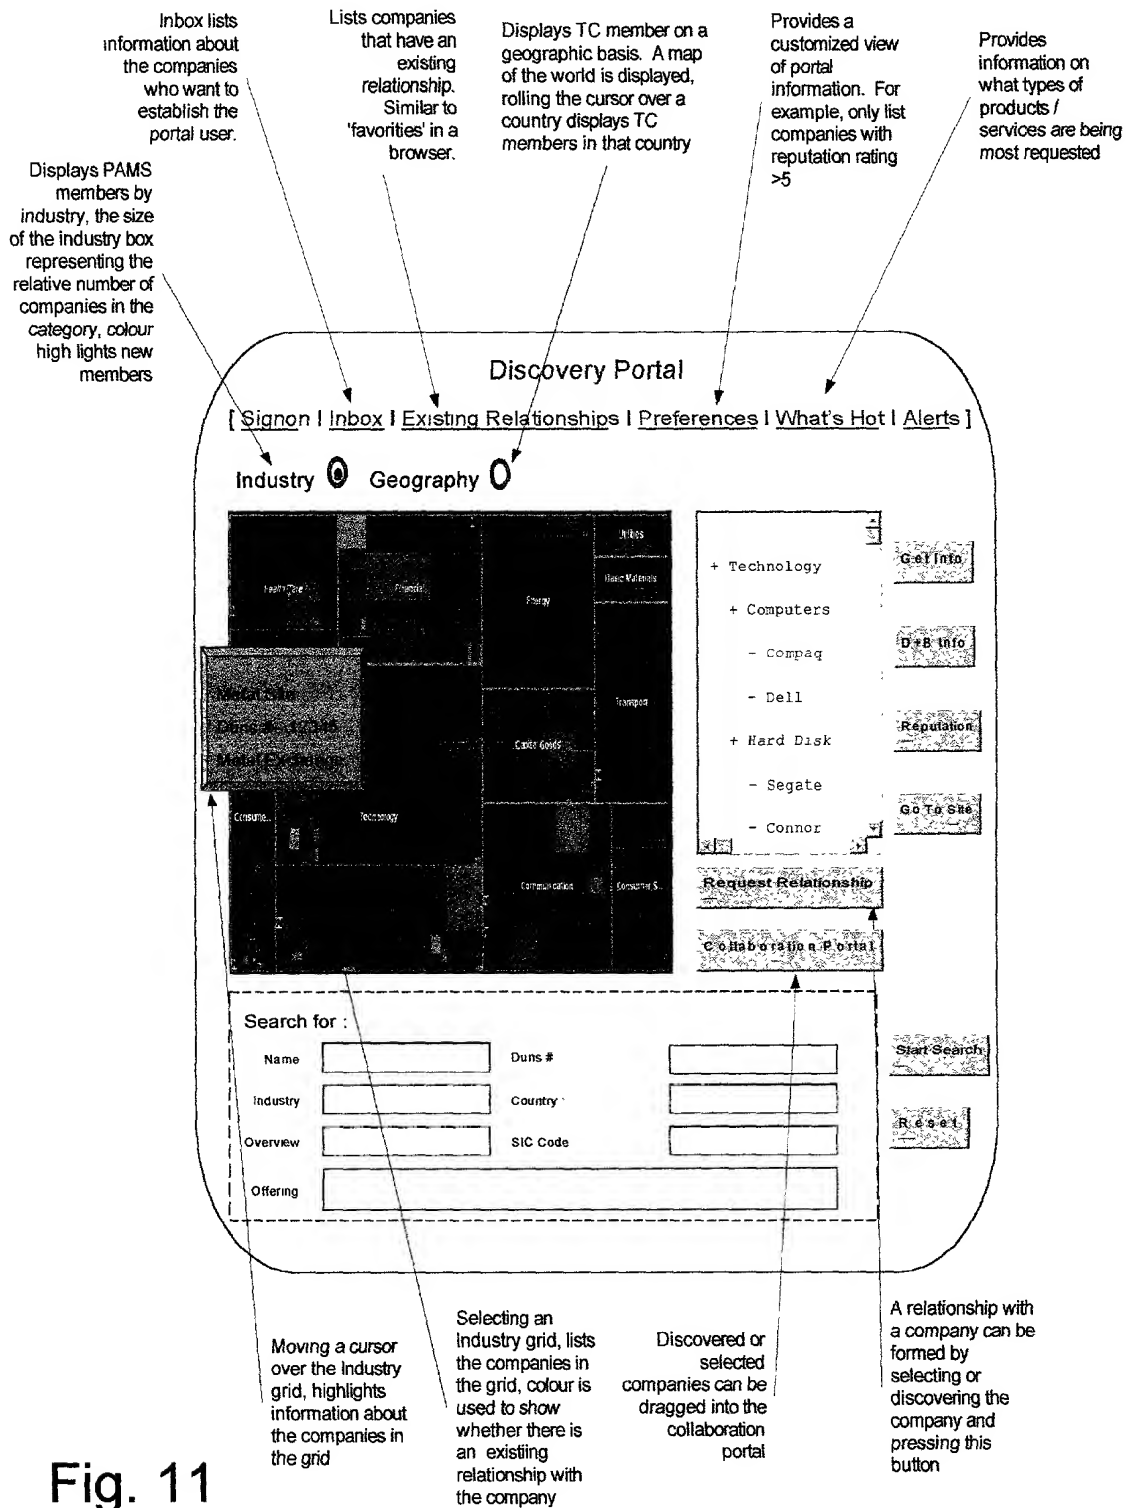 Inbox lists
information about
the companies
who want to
establish the
portal user.
Lists companies
that have an
existing
relationship.
Similar to
'favorities' in a
browser.
Displays TC member on a
geographic basis. A map
of the world is displayed,
rolling the cursor over a
country displays TC
members in that country
Provides a
customized view
of portal
information. For
example, only list
companies with
reputation rating
>5
Provides
information on
what types of
products /
services are being
most requested
Displays PAMS
members by
industry, the size
of the industry box
representing the
relative number of
companies in the
category, colour
high lights new
members
Discovery Portal
[ Signon I Inbox I Existing Relationships I Preferences I What's Hot I Alerts ]
Industry Geography
Health Care
Financial
Energy
Utilities
Basic Materials
Transport
Capital Goods
Metal Site
Metal Exchange
Consume...
Technology
Communication
Consumer S...
+ Technology
+ Computers
- Compaq
- Dell
+ Hard Disk
- Segate
- Connor
Get Info
D+B Info
Reputation
Go To Site
Request Relationship
Collaboration Portal
Search for :
Name
Duns #
Industry
Country
Overview
SIC Code
Offering
Start Search
Reset
Moving a cursor
over the Industry
grid, highlights
information about
the companies in
the grid
Selecting an
Industry grid, lists
the companies in
the grid, colour is
used to show
whether there is
an existiing
relationship with
the company
Discovered or
selected
companies can be
dragged into the
collaboration
portal
A relationship with
a company can be
formed by
selecting or
discovering the
company and
pressing this
button
Fig. 11